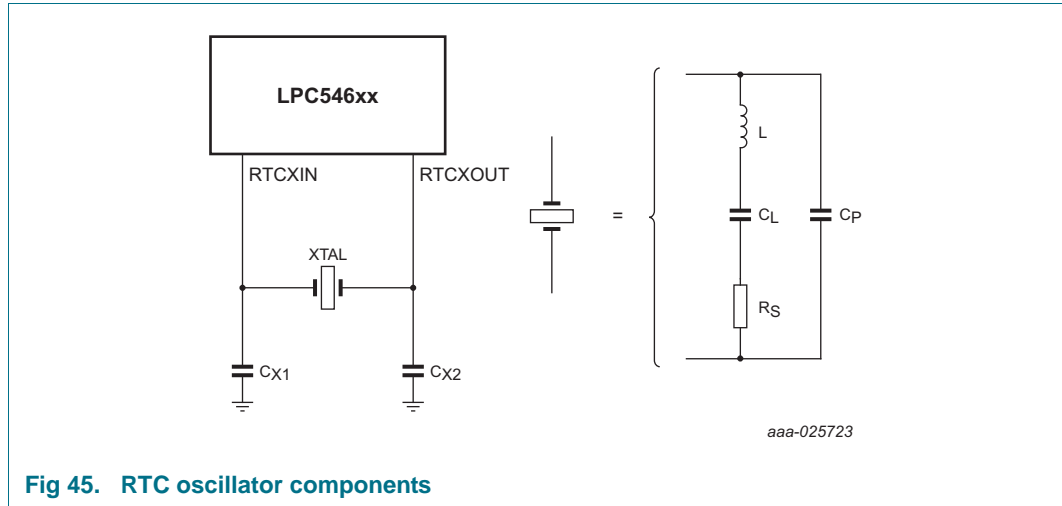 LPC546xx
RTCXIN
RTCXOUT
XTAL
CX1
CX2
=
L
CL
CP
RS
aaa-025723
Fig 45. RTC oscillator components